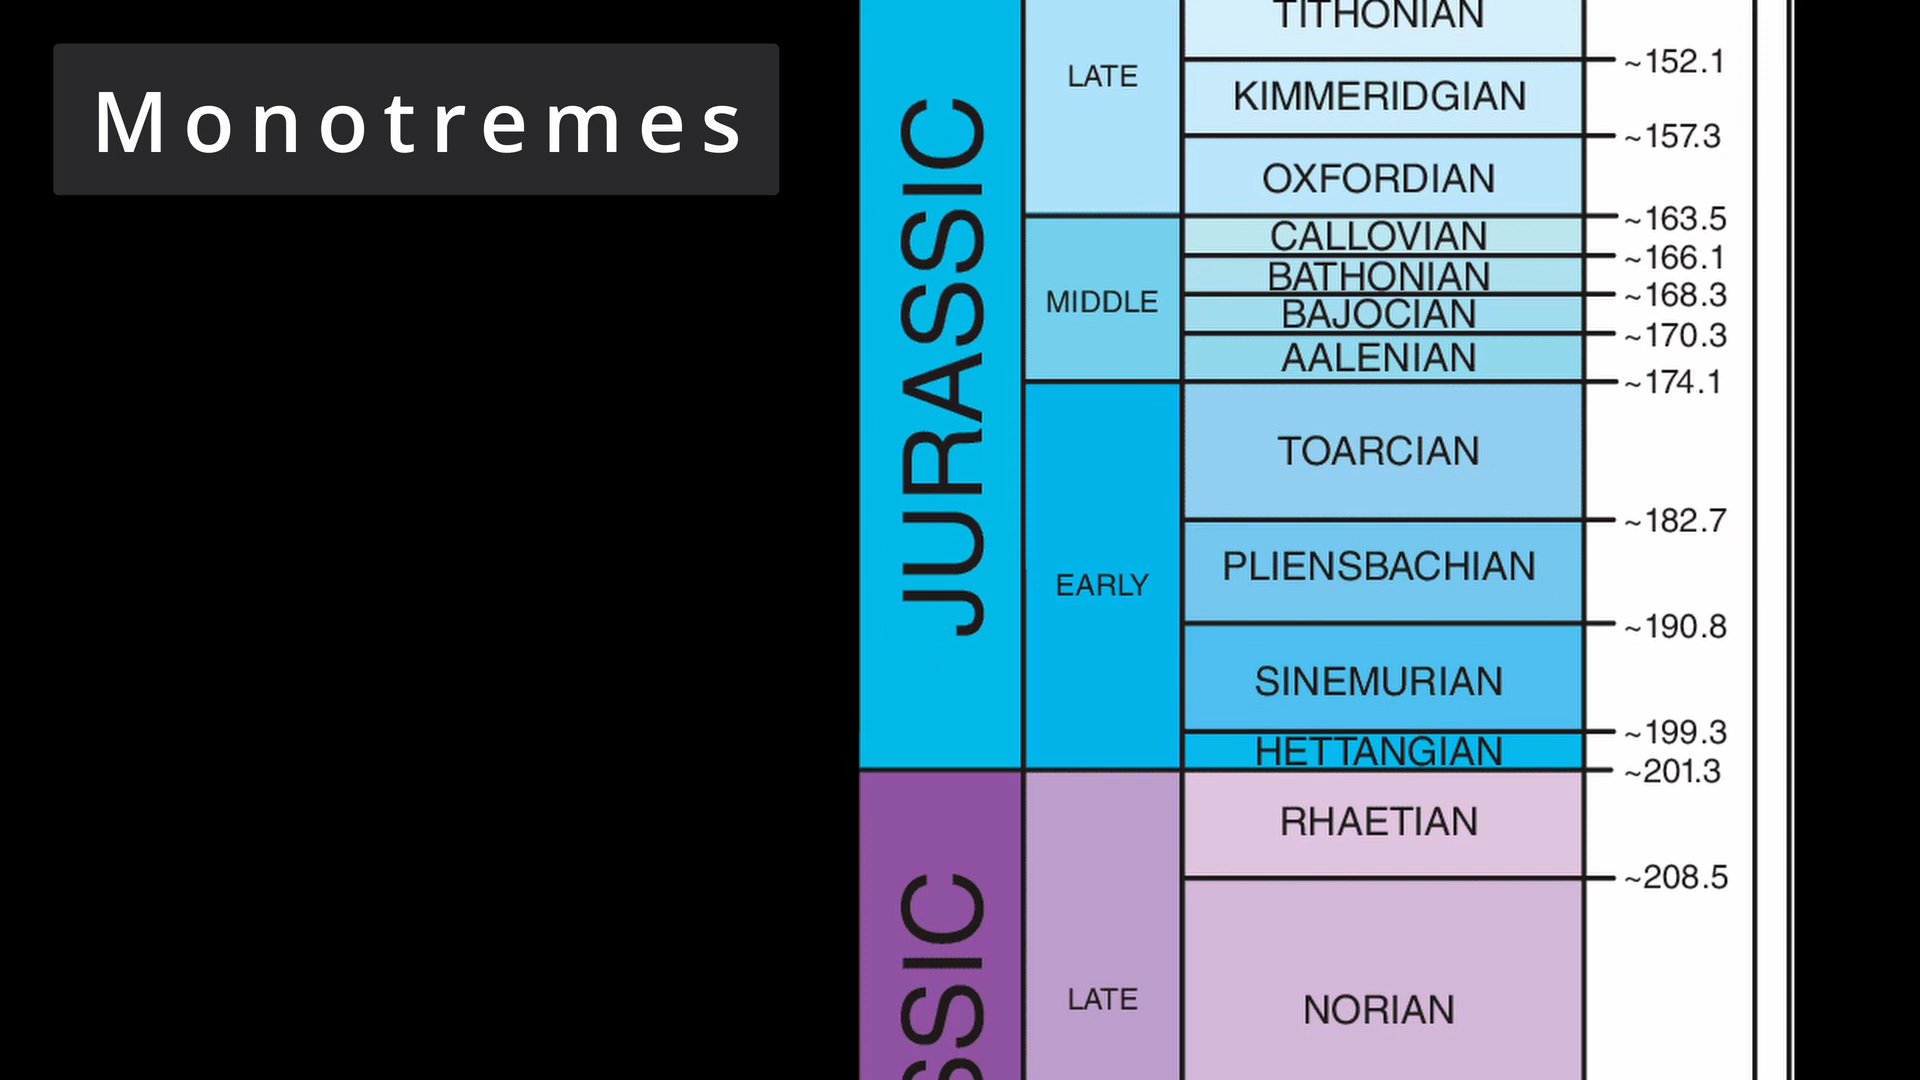 Monotremes
JURASSIC
LATE
TITHONIAN
~152.1
KIMMERIDGIAN
~157.3
OXFORDIAN
~163.5
MIDDLE
CALLOVIAN
~166.1
BATHONIAN
~168.3
BAJOCIAN
~170.3
AALENIAN
~174.1
EARLY
TOARCIAN
~182.7
PLIENSBACHIAN
~190.8
SINEMURIAN
~199.3
HETTANGIAN
~201.3
SSIC
LATE
RHAETIAN
~208.5
NORIAN